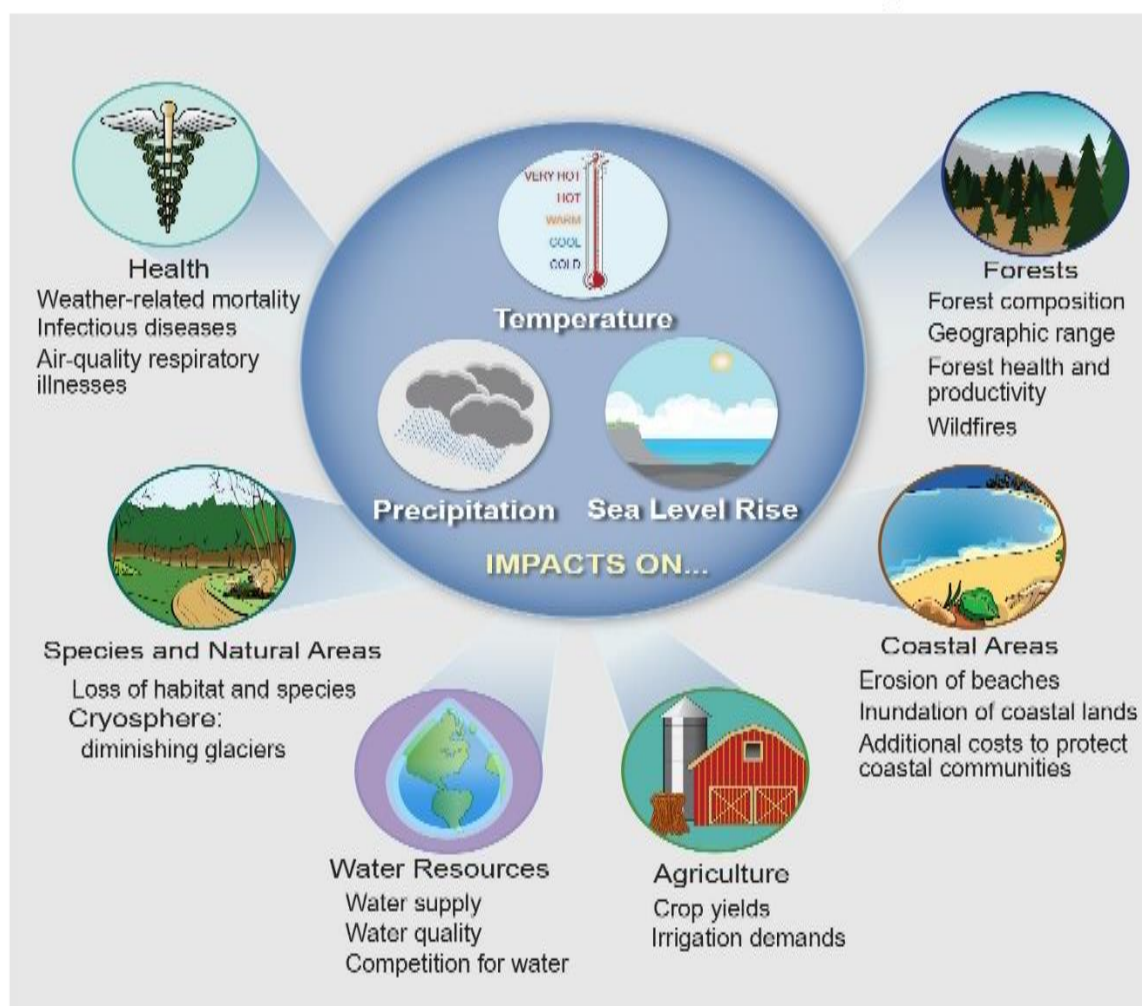 VERY HOT
HOT
WARM
COOL
COLD
Temperature
Precipitation
Sea Level Rise
IMPACTS ON...
Health
Weather-related mortality
Infectious diseases
Air-quality respiratory
illnesses
Species and Natural Areas
Loss of habitat and species
Cryosphere:
diminishing glaciers
Water Resources
Water supply
Water quality
Competition for water
Agriculture
Crop yields
Irrigation demands
Coastal Areas
Erosion of beaches
Inundation of coastal lands
Additional costs to protect
coastal communities
Forests
Forest composition
Geographic range
Forest health and
productivity
Wildfires